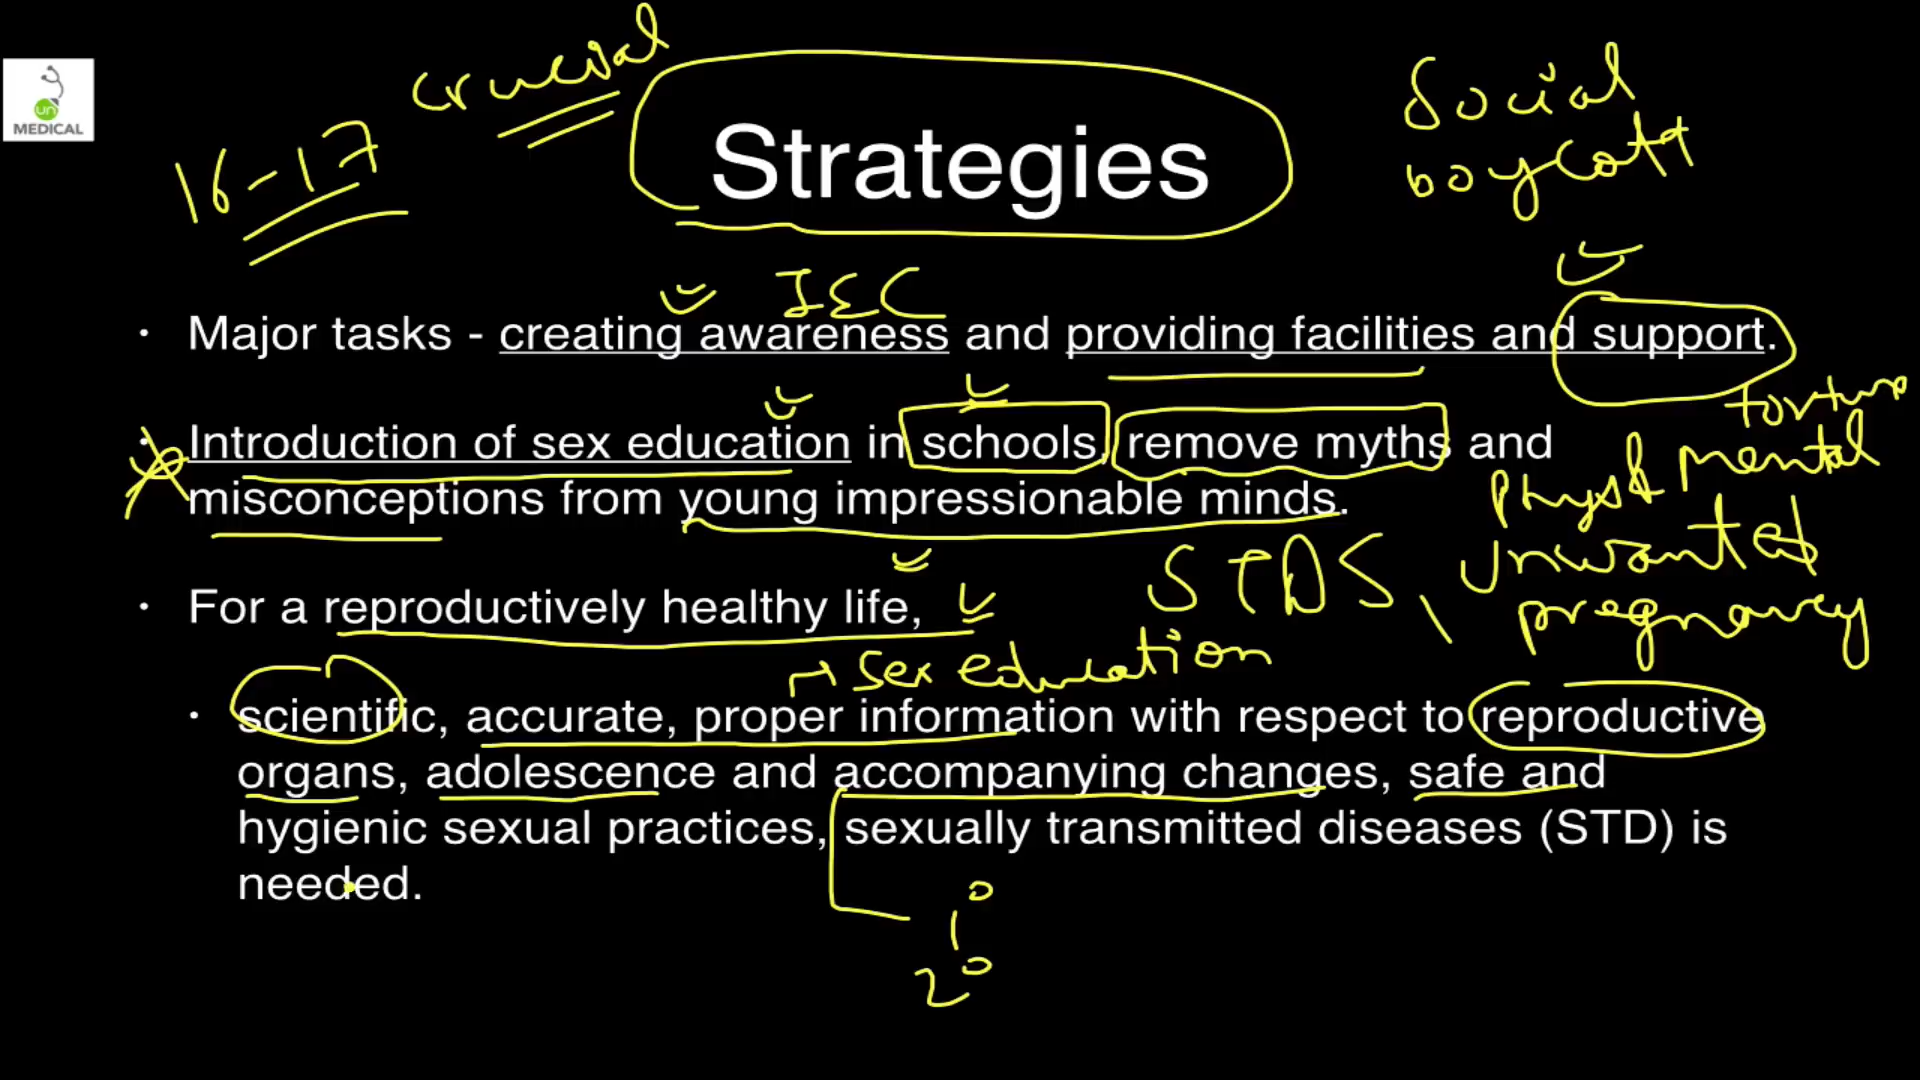 crucial
Social
boycott
un
MEDICAL
16-17
Strategies
IEC
• Major tasks - creating awareness and providing facilities and support.
torture
• Introduction of sex education in schools, remove myths and
mental
misconceptions from young impressionable minds.
unwanted
STDS,
• For a reproductively healthy life,
pregnancy
→ sex education
• scientific, accurate, proper information with respect to reproductive
organs, adolescence and accompanying changes, safe and
hygienic sexual practices, sexually transmitted diseases (STD) is
needed.
1°
2°